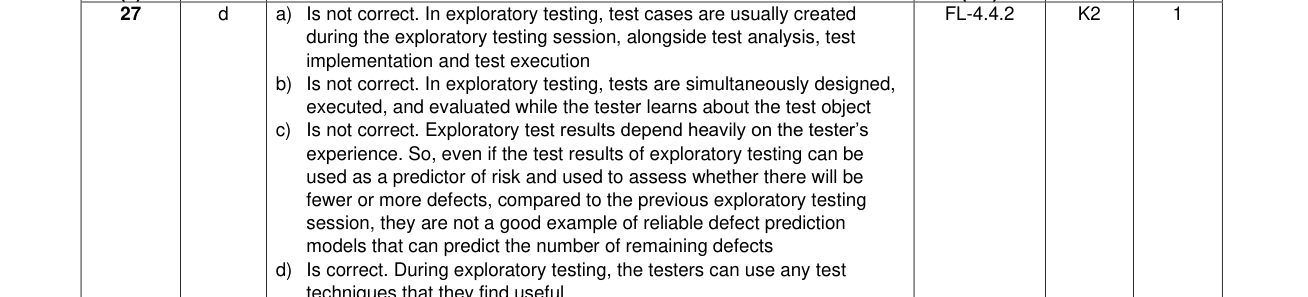 27 d a) Is not correct. In exploratory testing, test cases are usually created FL-4.4.2 K2 1
during the exploratory testing session, alongside test analysis, test
implementation and test execution
b) Is not correct. In exploratory testing, tests are simultaneously designed,
executed, and evaluated while the tester learns about the test object
c) Is not correct. Exploratory test results depend heavily on the tester’s
experience. So, even if the test results of exploratory testing can be
used as a predictor of risk and used to assess whether there will be
fewer or more defects, compared to the previous exploratory testing
session, they are not a good example of reliable defect prediction
models that can predict the number of remaining defects
d) Is correct. During exploratory testing, the testers can use any test
techniques that they find useful